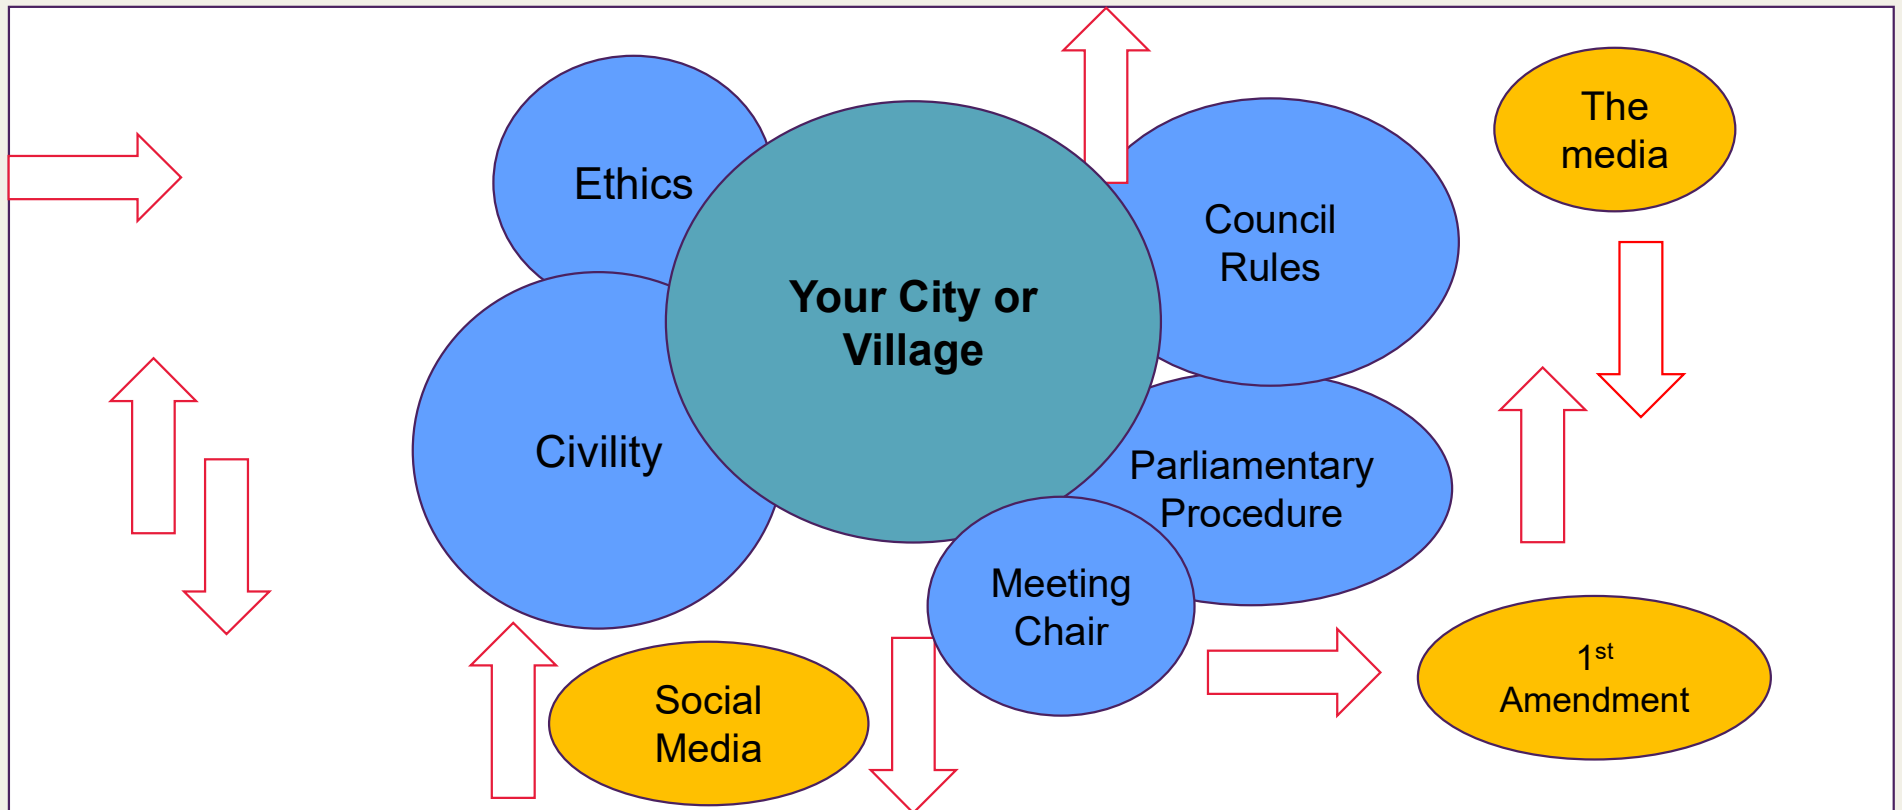 Ethics
Your City or
Village
Council
Rules
The
media
Civility
Parliamentary
Procedure
Meeting
Chair
Social
Media
1st
Amendment